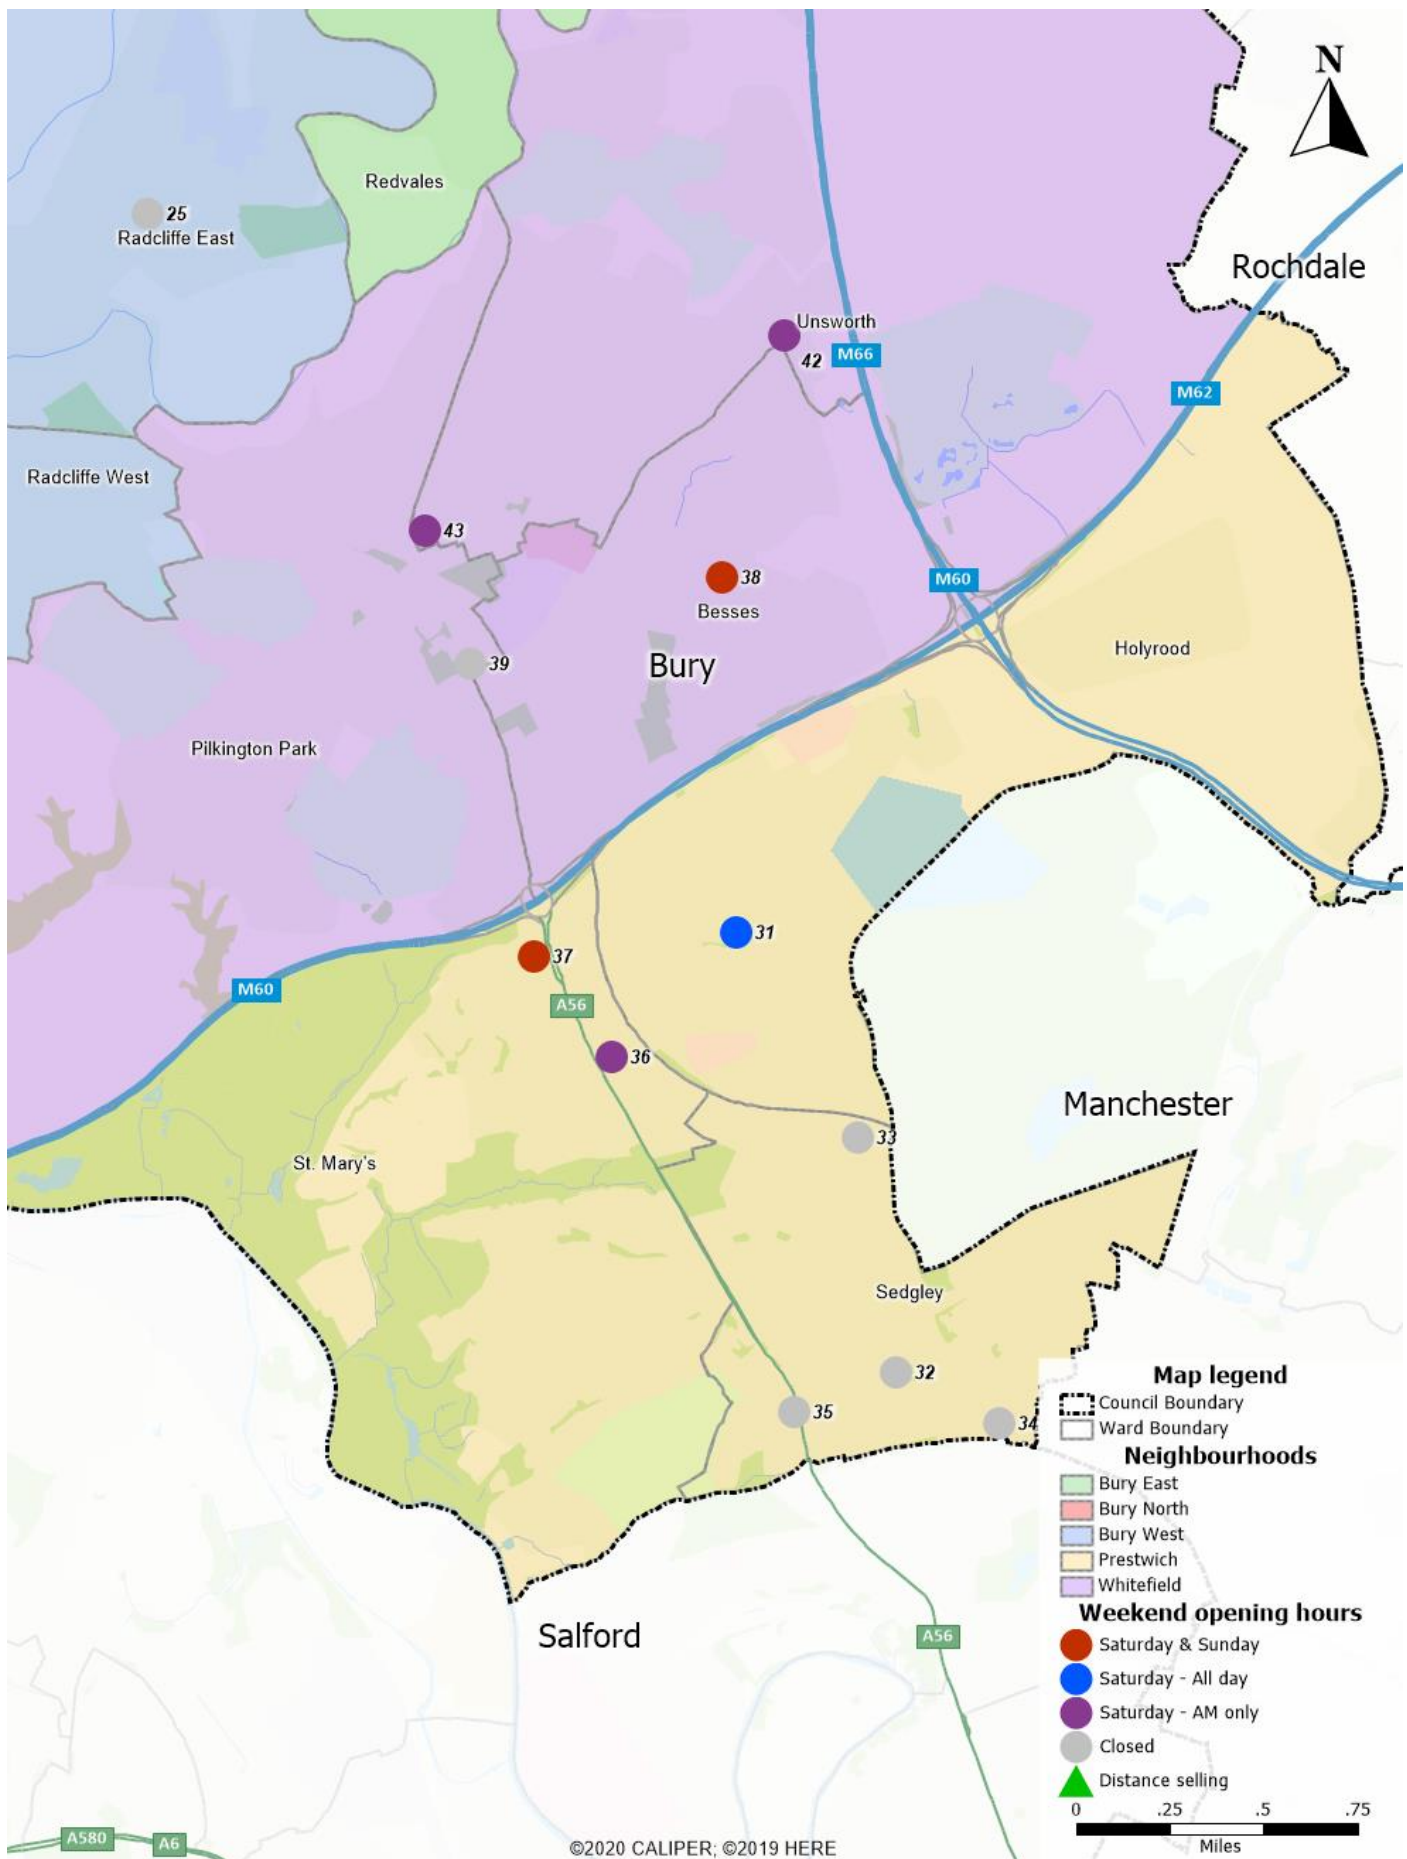 N
Redvales
25
Radcliffe East
Rochdale
Unsworth
42
M66
M62
Radcliffe West
43
38
M60
Besses
Holyrood
39
Bury
Pilkington Park
31
37
M60
A56
36
Manchester
33
St. Mary's
Sedgley
32
35
34
Salford
A56
A580
A6
Map legend
Council Boundary
Ward Boundary
Neighbourhoods
Bury East
Bury North
Bury West
Prestwich
Whitefield
Weekend opening hours
Saturday & Sunday
Saturday - All day
Saturday - AM only
Closed
Distance selling
0 .25 .5 .75
Miles
©2020 CALIPER; ©2019 HERE